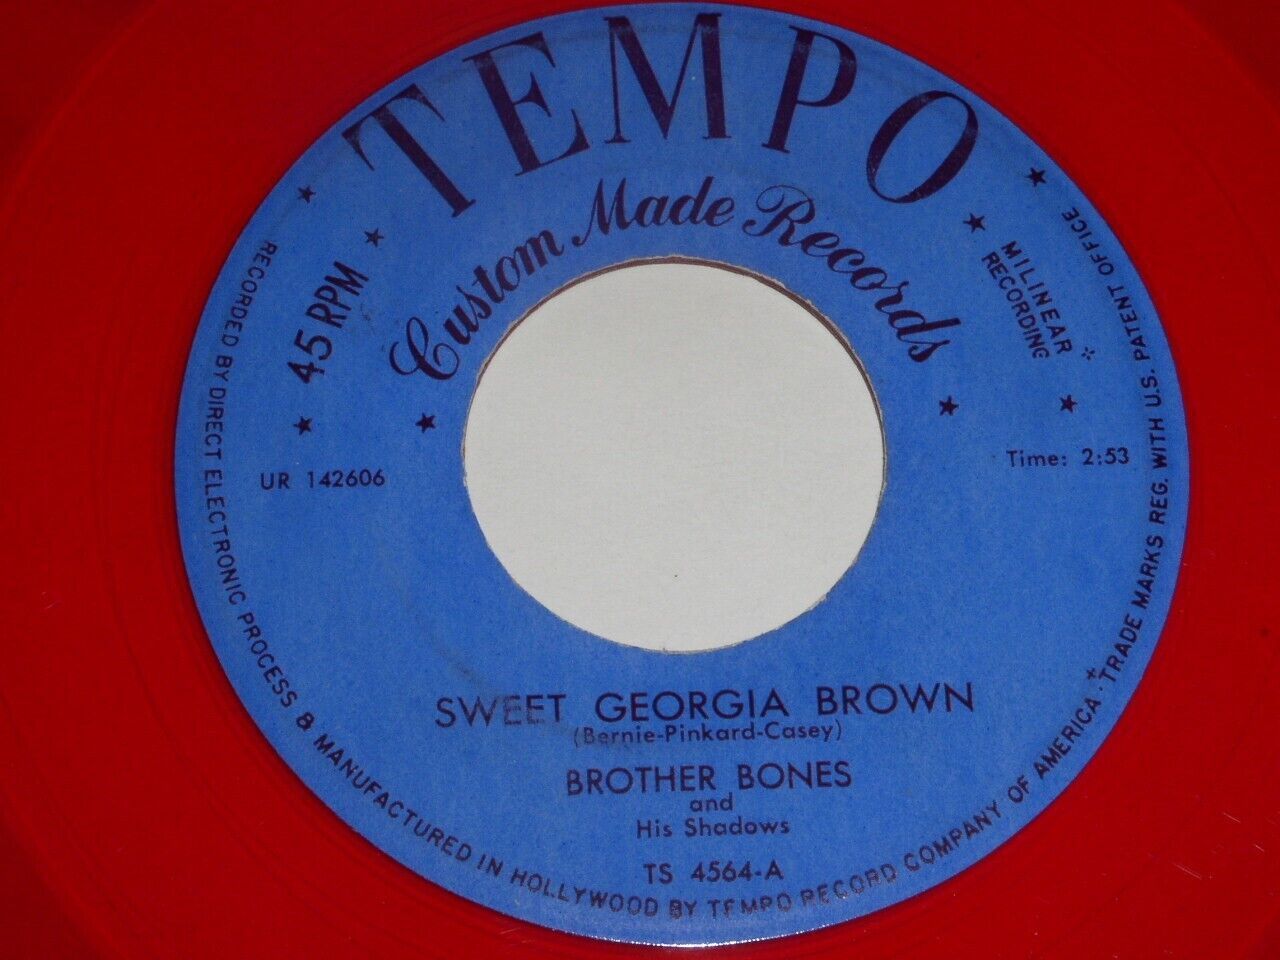 TEMPO
Custom Made Records
45 RPM
MILINEAR
RECORDING
UR 142606
Time: 2:53
SWEET GEORGIA BROWN
(Bernie-Pinkard-Casey)
BROTHER BONES
and
His Shadows
TS 4564-A
RECORDED BY DIRECT ELECTRONIC PROCESS & MANUFACTURED IN HOLLYWOOD BY TEMPO RECORD COMPANY OF AMERICA + TRADE MARKS REG. WITH U.S. PATENT OFFICE